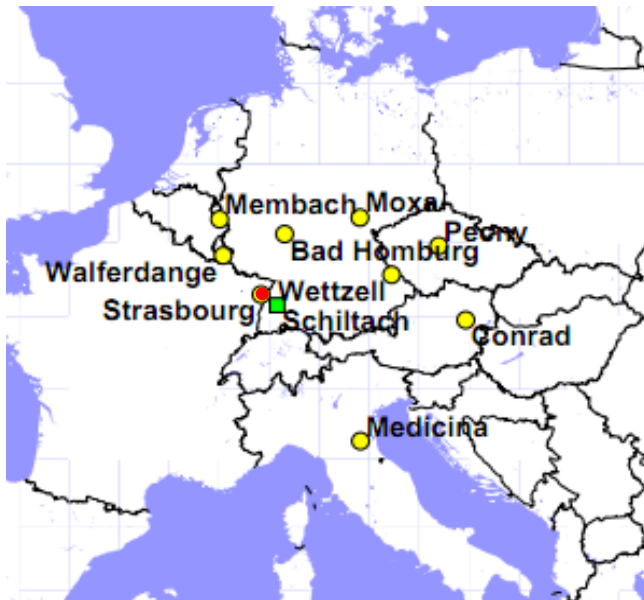 Membach
Moxa
Pecny
Bad Homburg
Walferdange
Wettzell
Strasbourg
Schiltach
Conrad
Medicina